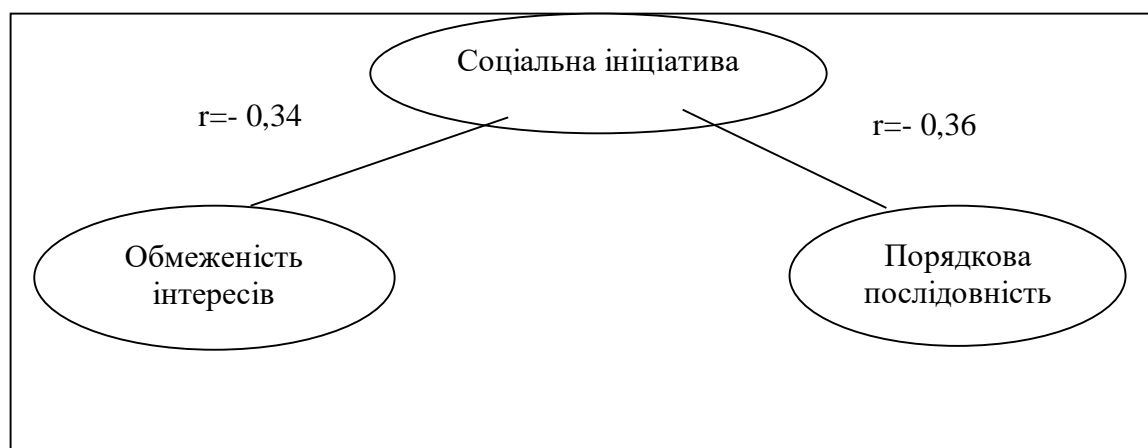 Соціальна ініціатива
r=- 0,34
r=- 0,36
Обмеженість
інтересів
Порядкова
послідовність